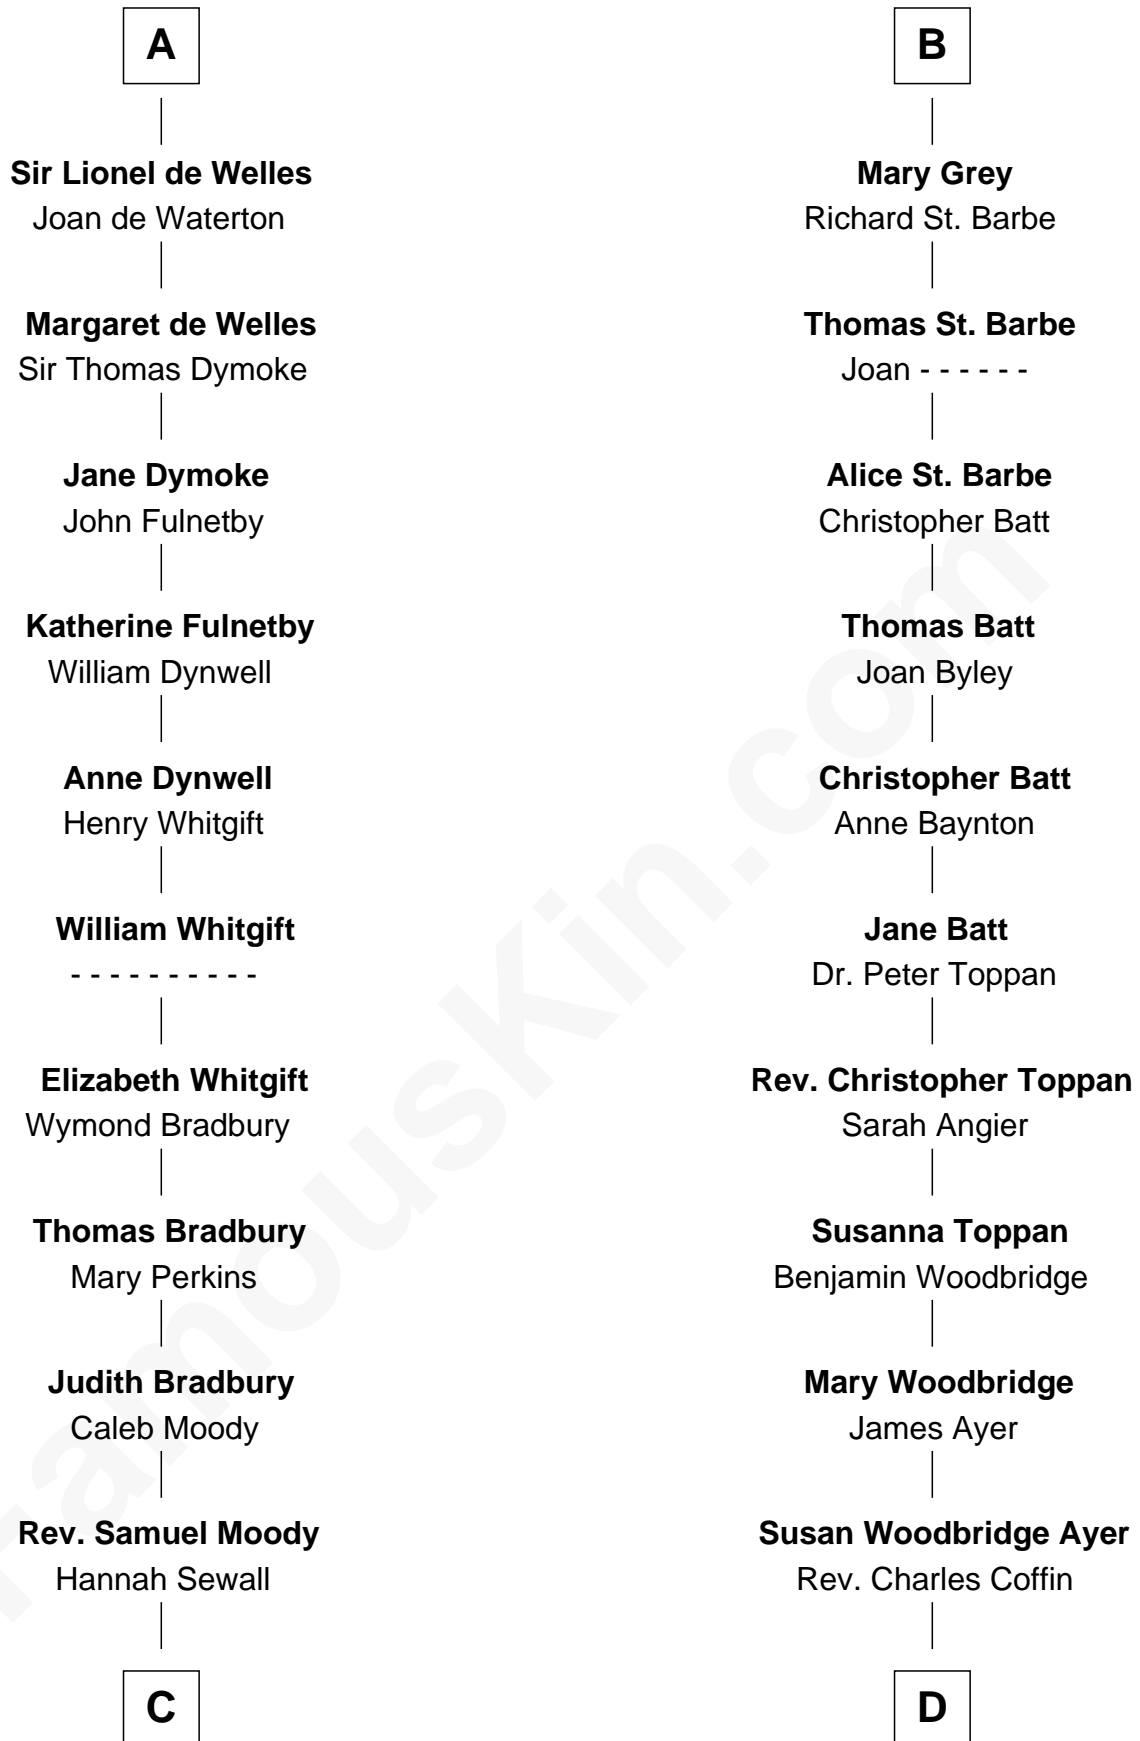 A
Sir Lionel de Welles
Joan de Waterton
Margaret de Welles
Sir Thomas Dymoke
Jane Dymoke
John Fulnetby
Katherine Fulnetby
William Dynwell
Anne Dynwell
Henry Whitgift
William Whitgift
- - - - - - - - - -
Elizabeth Whitgift
Wymond Bradbury
Thomas Bradbury
Mary Perkins
Judith Bradbury
Caleb Moody
Rev. Samuel Moody
Hannah Sewall
C
B
Mary Grey
Richard St. Barbe
Thomas St. Barbe
Joan - - - - - -
Alice St. Barbe
Christopher Batt
Thomas Batt
Joan Byley
Christopher Batt
Anne Baynton
Jane Batt
Dr. Peter Toppan
Rev. Christopher Toppan
Sarah Angier
Susanna Toppan
Benjamin Woodbridge
Mary Woodbridge
James Ayer
Susan Woodbridge Ayer
Rev. Charles Coffin
D
FamousKin.com